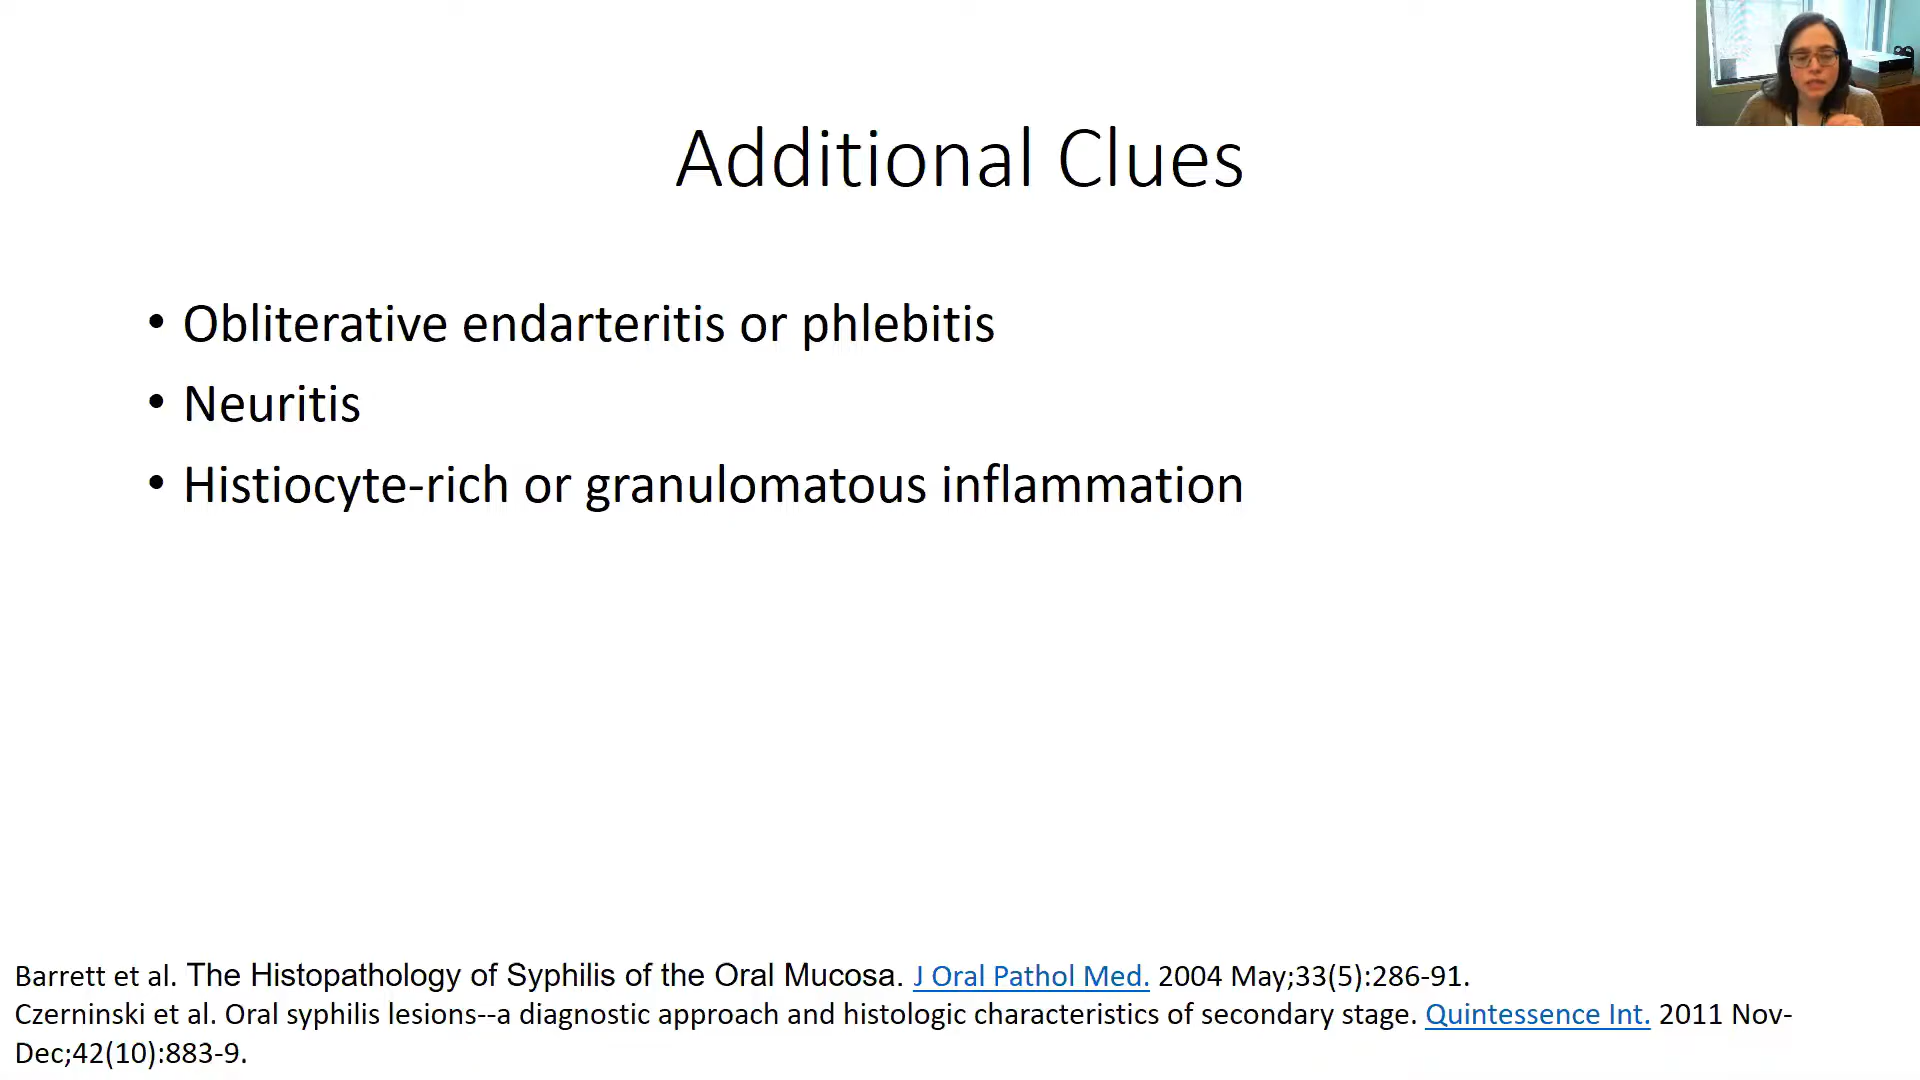 Additional Clues
• Obliterative endarteritis or phlebitis
• Neuritis
• Histiocyte-rich or granulomatous inflammation
Barrett et al. The Histopathology of Syphilis of the Oral Mucosa. J Oral Pathol Med. 2004 May;33(5):286-91.
Czerninski et al. Oral syphilis lesions--a diagnostic approach and histologic characteristics of secondary stage. Quintessence Int. 2011 Nov-
Dec;42(10):883-9.